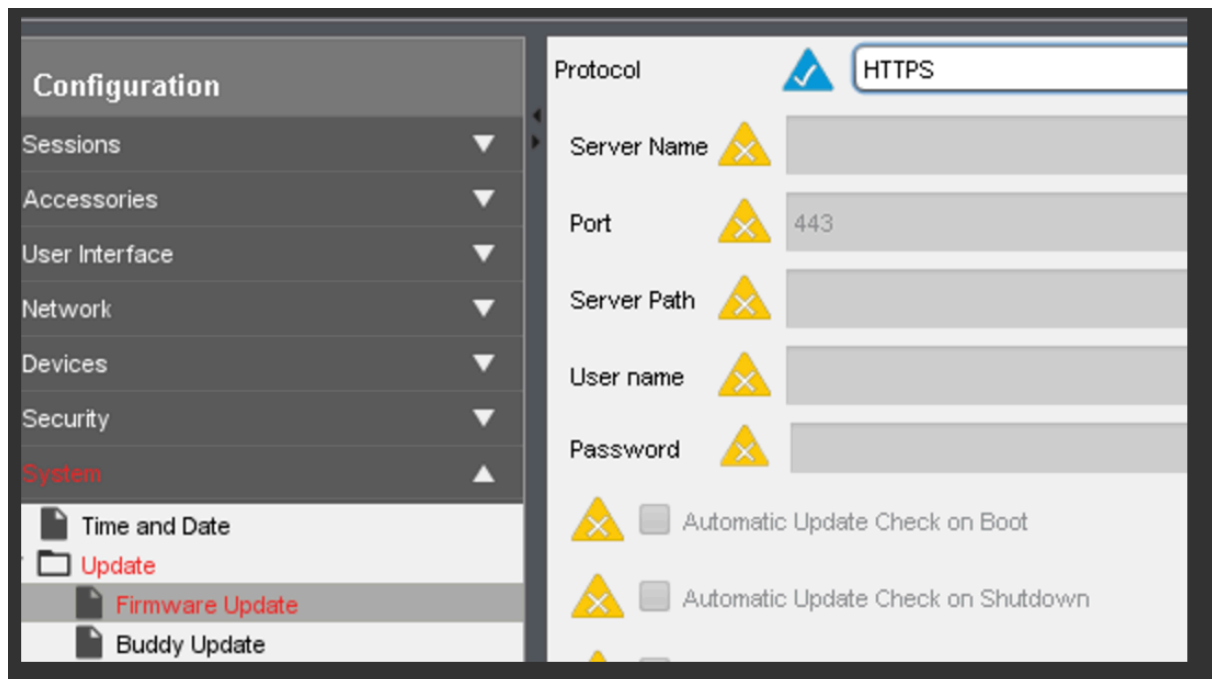 Configuration
Sessions
Accessories
User Interface
Network
Devices
Security
System
Time and Date
Update
Firmware Update
Buddy Update
Protocol HTTPS
Server Name
Port 443
Server Path
User name
Password
Automatic Update Check on Boot
Automatic Update Check on Shutdown